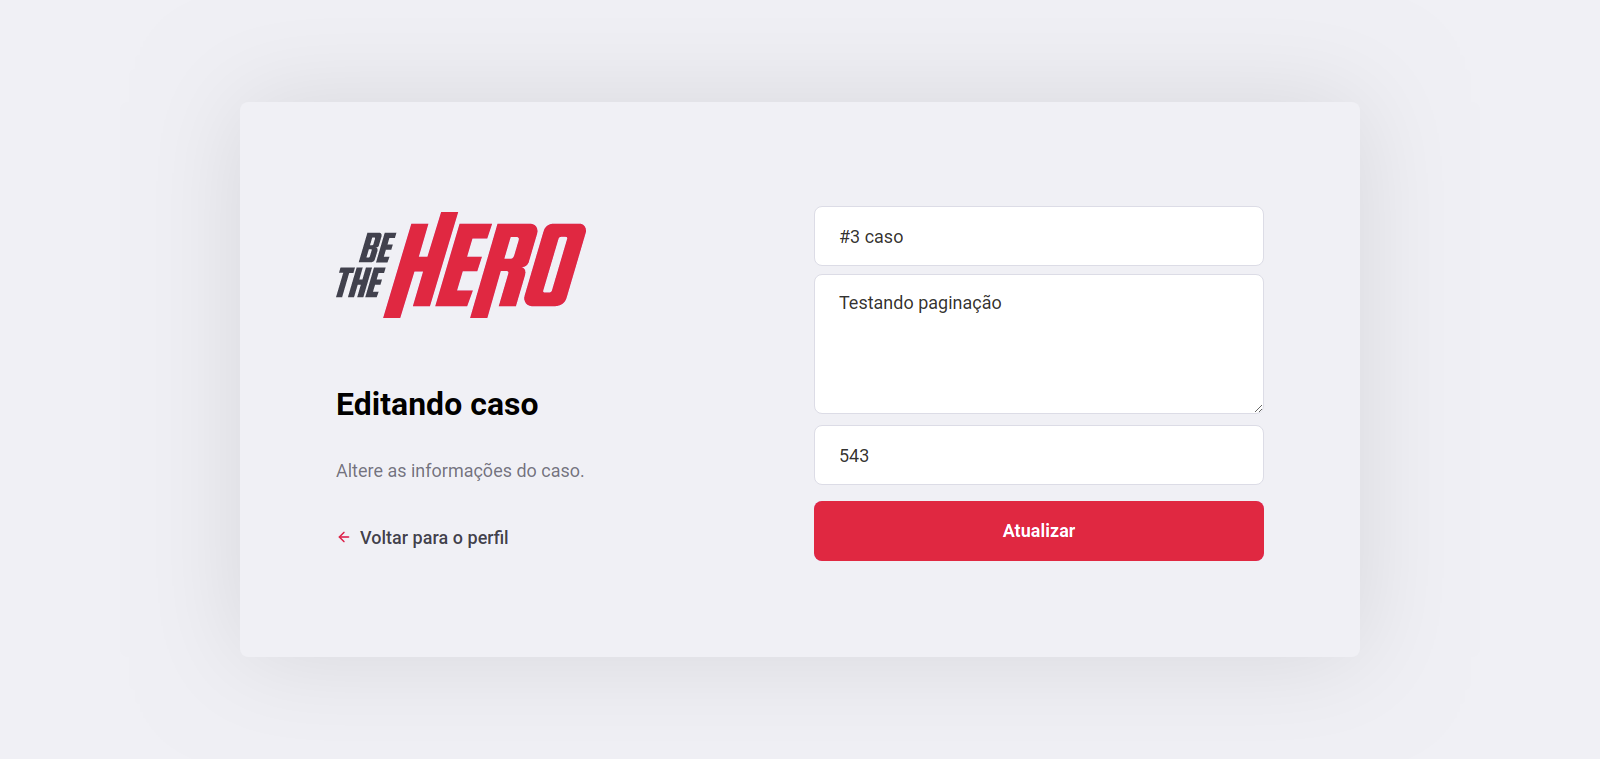 BE
THE
HERO
Editando caso
Altere as informações do caso.
Voltar para o perfil
#3 caso
Testando paginação
543
Atualizar